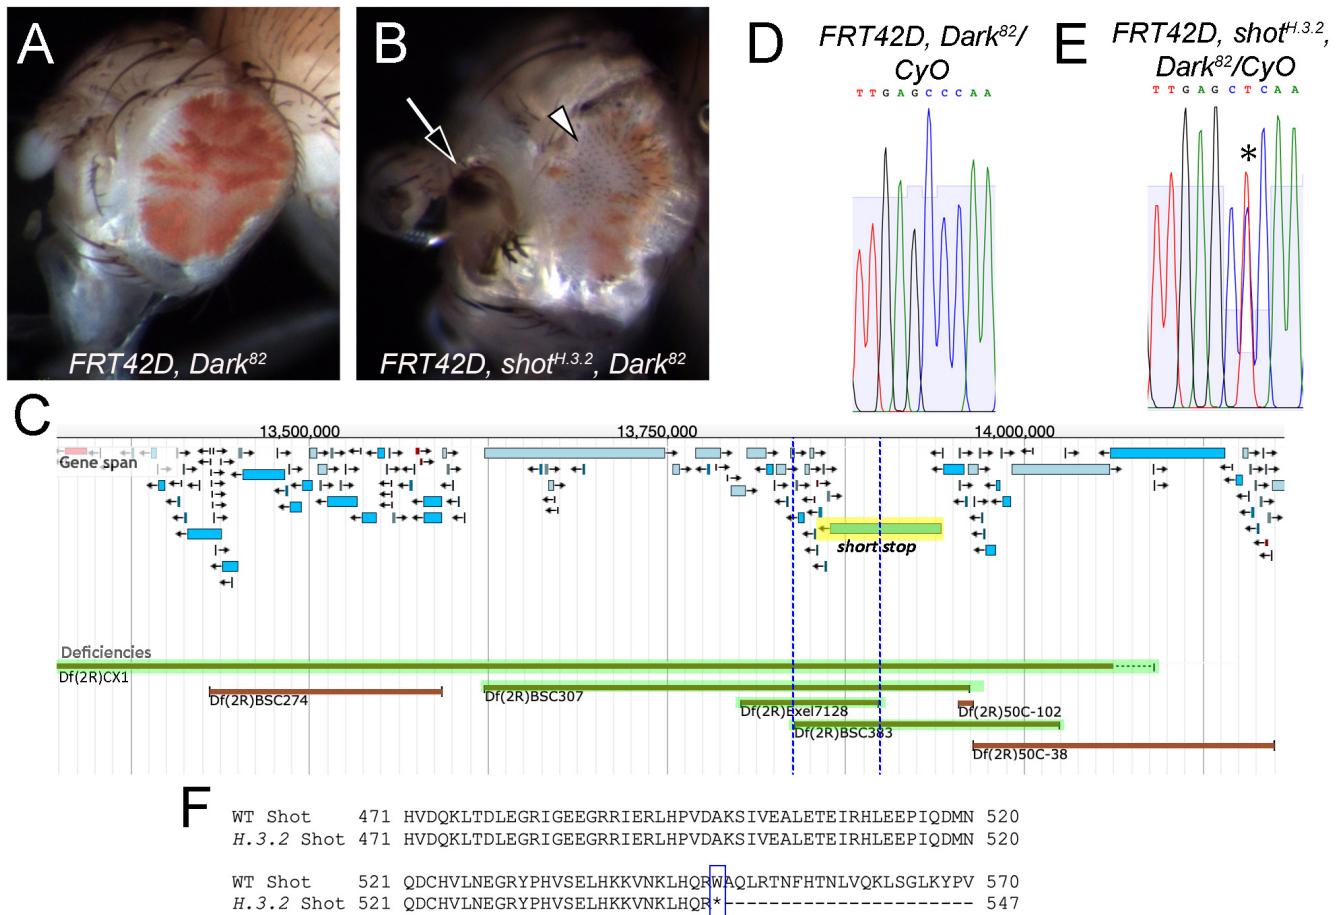 A
B
D
E
FRT42D, Dark82/
CyO
FRT42D, shotH.3.2,
Dark82/CyO
TTGAGCCCAA
TTGAGCTCAA
*
FRT42D, Dark82
FRT42D, shotH.3.2, Dark82
C
13,500,000
13,750,000
14,000,000
Gene span
short stop
Deficiencies
Df(2R)CX1
Df(2R)BSC274
Df(2R)BSC307
Df(2R)Exel7128
Df(2R)50C-102
Df(2R)BSC383
Df(2R)50C-38
F
WT Shot 471 HVDQKLTDLEGRIGEEGRRIERLHPVDAKSIVEALETEIRHLEEPIQDMN 520
H.3.2 Shot 471 HVDQKLTDLEGRIGEEGRRIERLHPVDAKSIVEALETEIRHLEEPIQDMN 520
WT Shot 521 QDCHVLNEGRYPHVSELHKKVNKLHQRWAQLRTNFHTNLVQKLSGLKYPV 570
H.3.2 Shot 521 QDCHVLNEGRYPHVSELHKKVNKLHQR*---------------------- 547